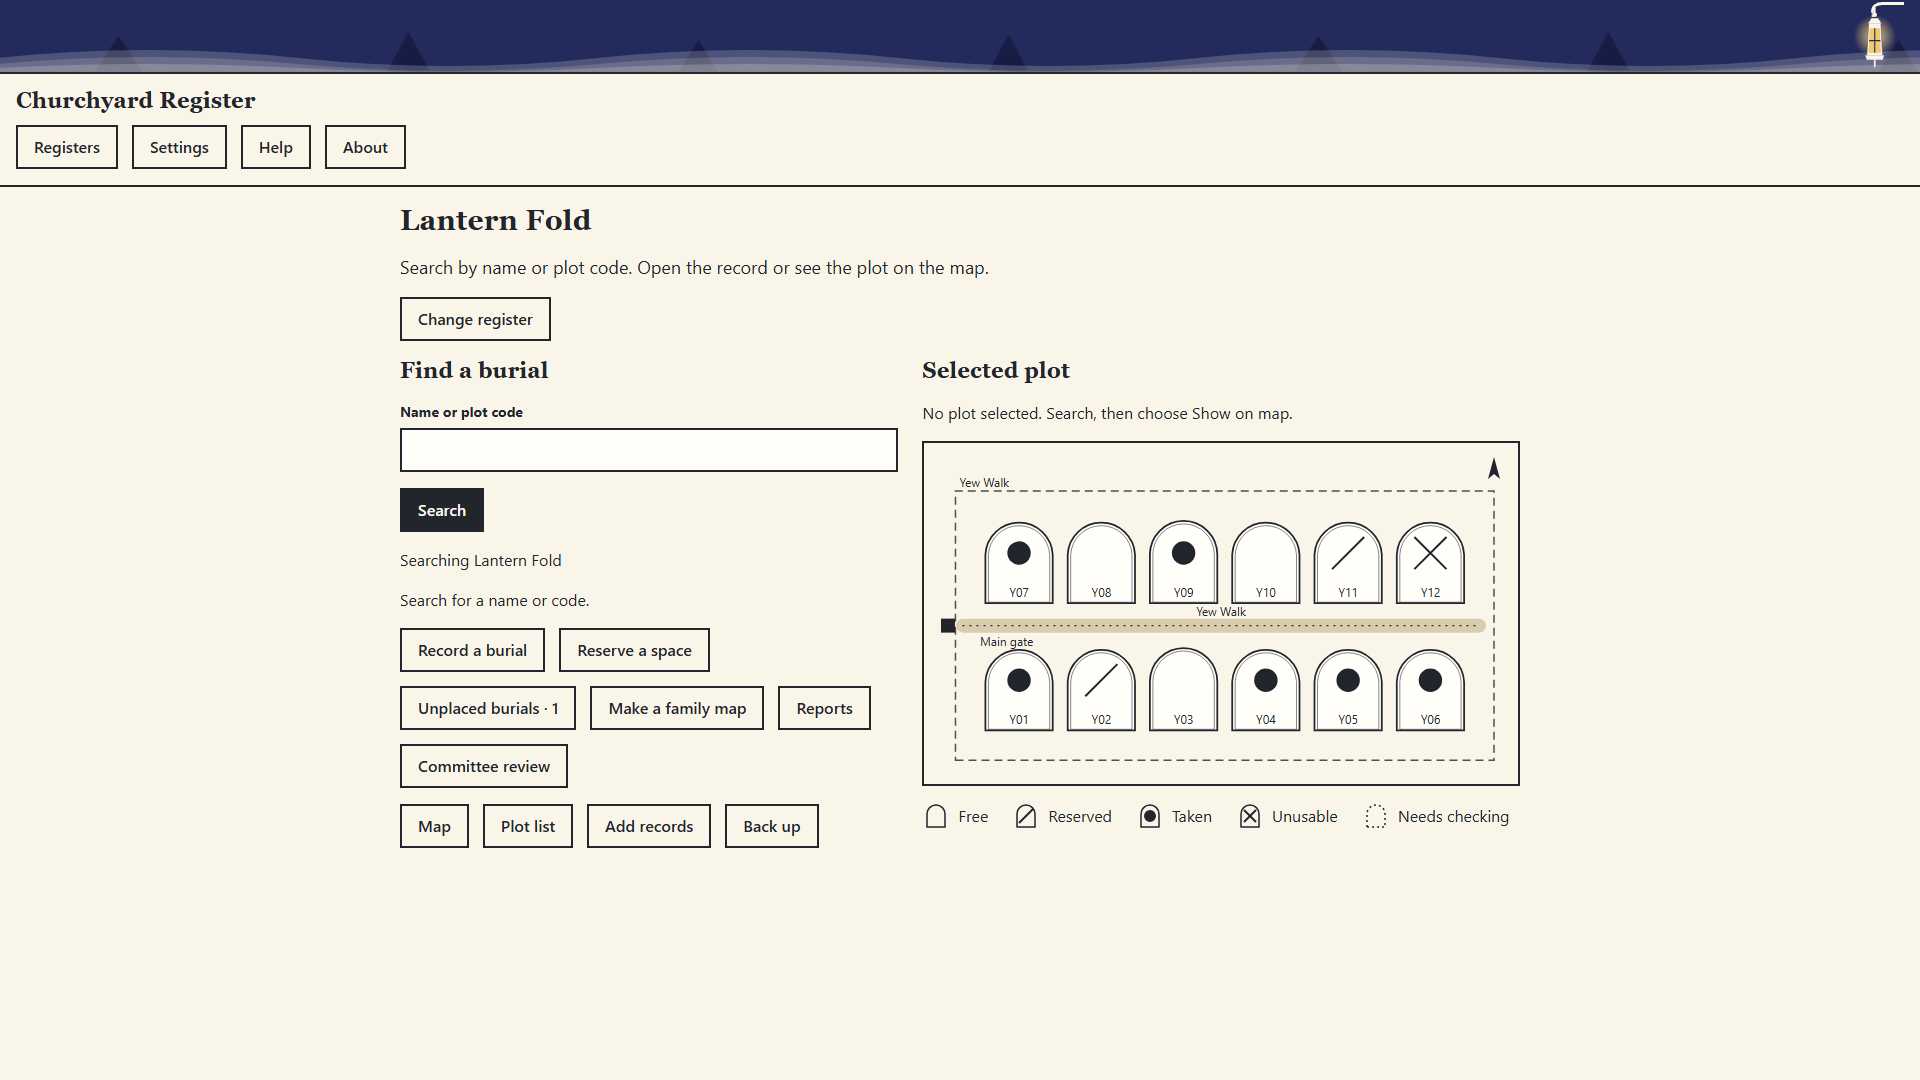 Churchyard Register
Registers
Settings
Help
About
Lantern Fold
Search by name or plot code. Open the record or see the plot on the map.
Change register
Find a burial
Name or plot code
Search
Searching Lantern Fold
Search for a name or code.
Record a burial
Reserve a space
Unplaced burials · 1
Make a family map
Reports
Committee review
Map
Plot list
Add records
Back up
Selected plot
No plot selected. Search, then choose Show on map.
Yew Walk
Y07
Y08
Y09
Y10
Y11
Y12
Yew Walk
Main gate
Y01
Y02
Y03
Y04
Y05
Y06
Free
Reserved
Taken
Unusable
Needs checking